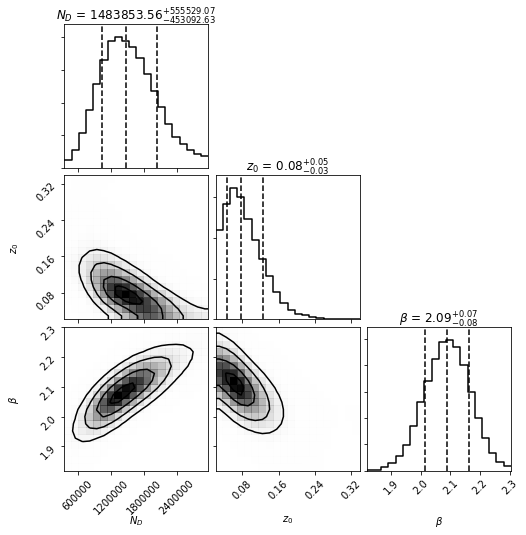 N_D = 1483853.56^{+555529.07}_{-453092.63}
z_0 = 0.08^{+0.05}_{-0.03}
0.32
0.24
0.16
0.08
z_0
β = 2.09^{+0.07}_{-0.08}
2.3
2.2
2.1
2.0
1.9
β
600000 1200000 1800000 2400000
N_D
0.08 0.16 0.24 0.32
z_0
1.9 2.0 2.1 2.2 2.3
β